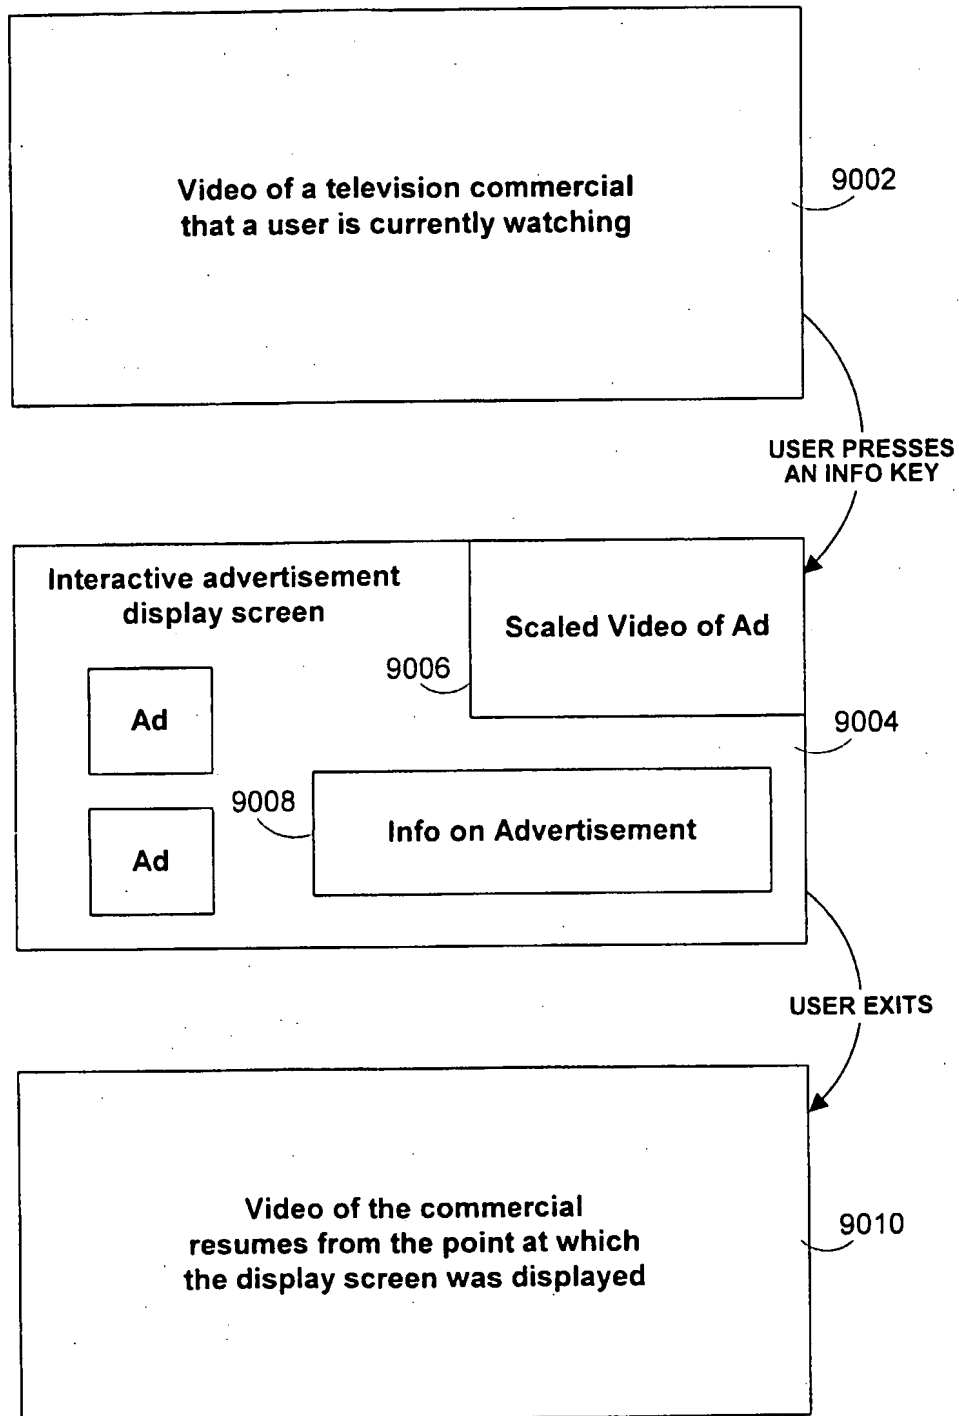 Video of a television commercial
that a user is currently watching
9002
USER PRESSES
AN INFO KEY
Interactive advertisement
display screen
Scaled Video of Ad
9006
Ad
9004
9008
Info on Advertisement
Ad
USER EXITS
Video of the commercial
resumes from the point at which
the display screen was displayed
9010